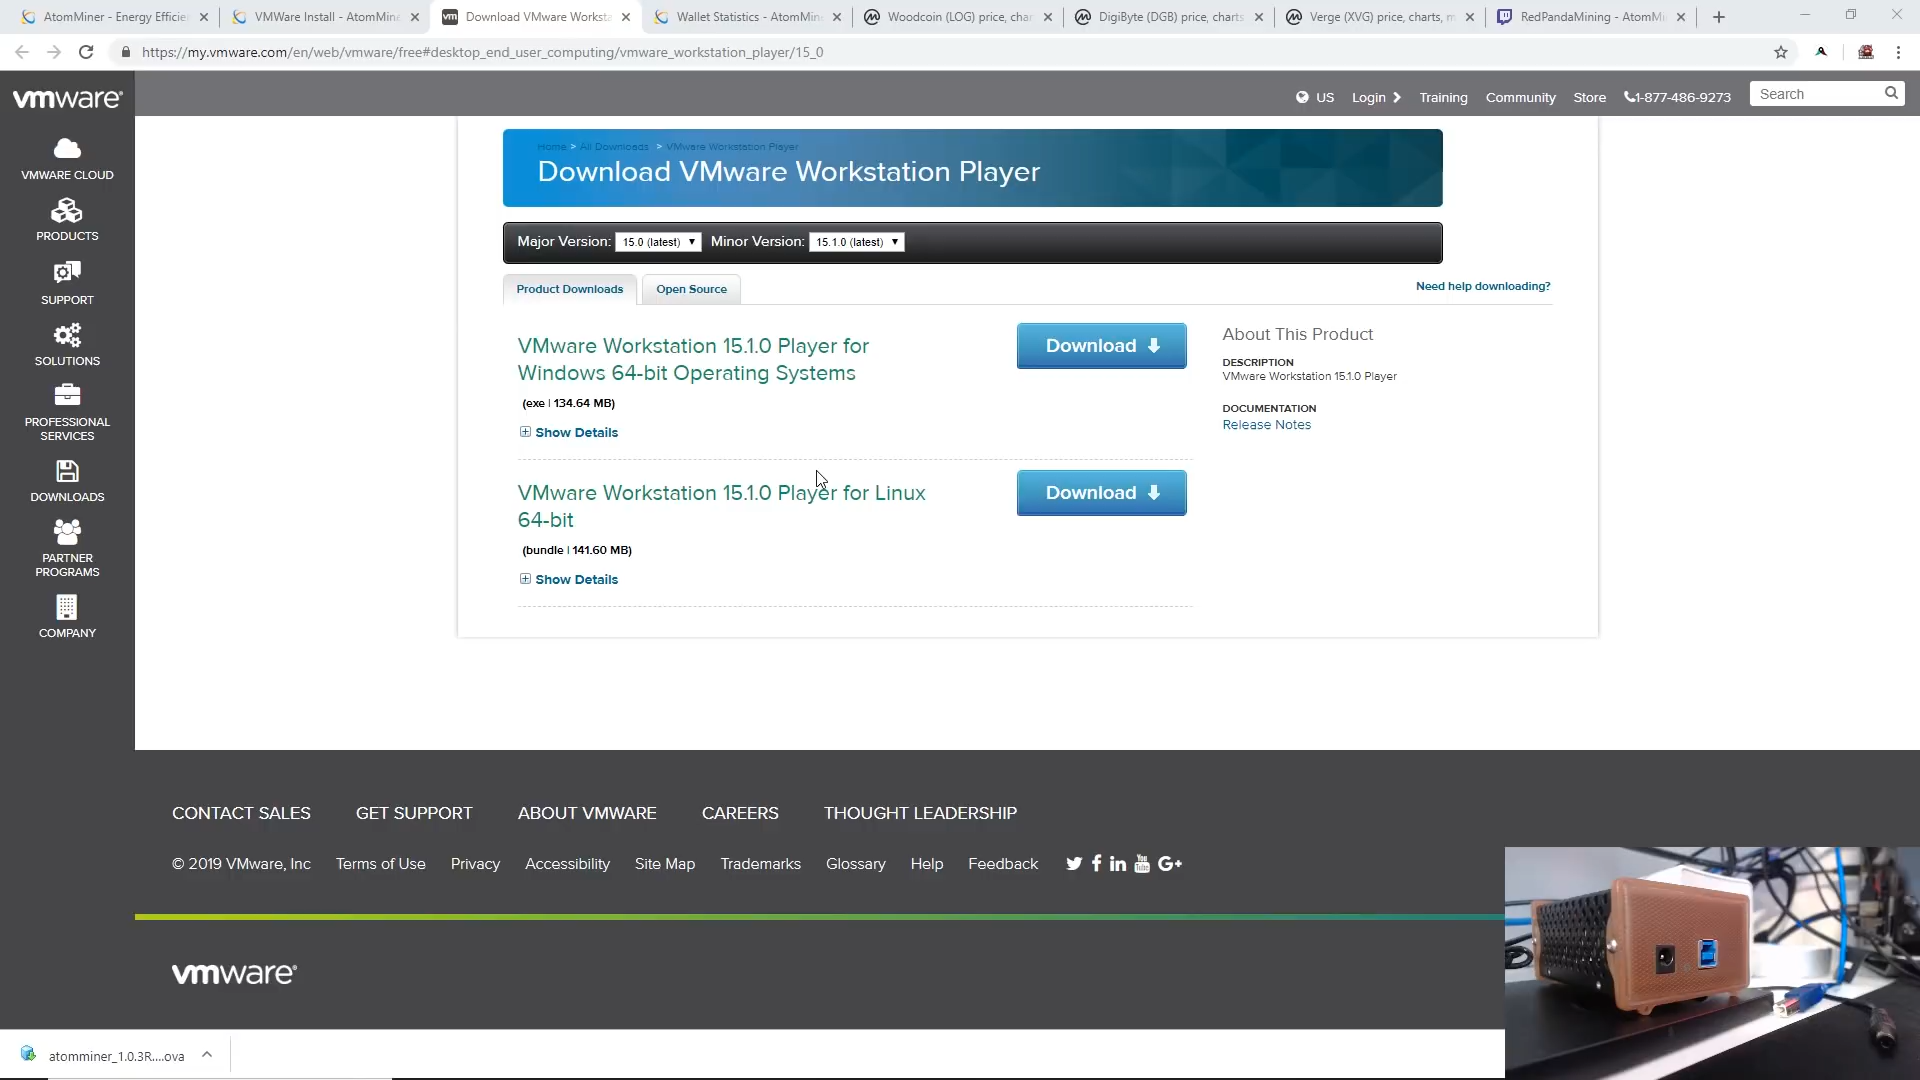 AtomMiner - Energy Efficie
VMWare Install - AtomMine
Download VMware Worksta
Wallet Statistics - AtomMine
Woodcoin (LOG) price, char
DigiByte (DGB) price, charts
Verge (XVG) price, charts, m
RedPandaMining - AtomMi
https://my.vmware.com/en/web/vmware/free#desktop_end_user_computing/vmware_workstation_player/15_0
vmware
US
Login
Training
Community
Store
1-877-486-9273
Search
VMWARE CLOUD
PRODUCTS
SUPPORT
SOLUTIONS
PROFESSIONAL
SERVICES
DOWNLOADS
PARTNER
PROGRAMS
COMPANY
Home > All Downloads > VMware Workstation Player
Download VMware Workstation Player
Major Version: 15.0 (latest) Minor Version: 15.1.0 (latest)
Product Downloads
Open Source
Need help downloading?
VMware Workstation 15.1.0 Player for
Windows 64-bit Operating Systems
(exe | 134.64 MB)
Show Details
Download
VMware Workstation 15.1.0 Player for Linux
64-bit
(bundle | 141.60 MB)
Show Details
Download
About This Product
DESCRIPTION
VMware Workstation 15.1.0 Player
DOCUMENTATION
Release Notes
CONTACT SALES GET SUPPORT ABOUT VMWARE CAREERS THOUGHT LEADERSHIP
© 2019 VMware, Inc Terms of Use Privacy Accessibility Site Map Trademarks Glossary Help Feedback
vmware
atomminer_1.0.3R....ova